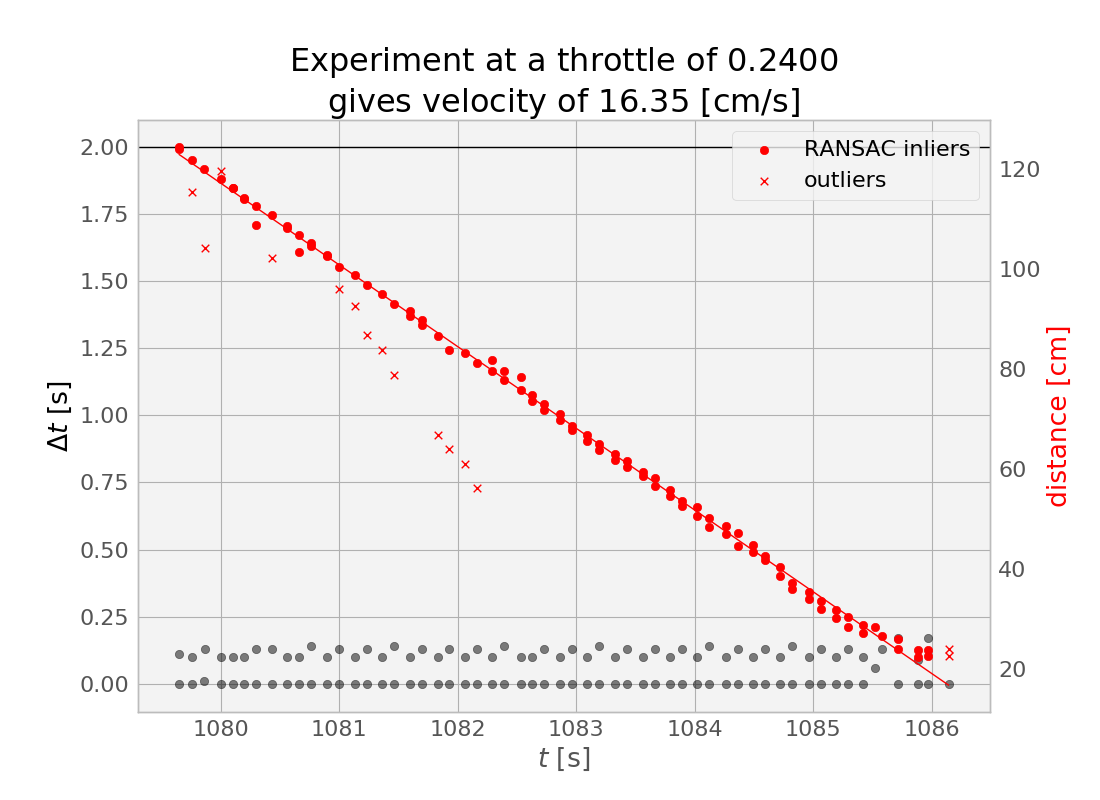 Experiment at a throttle of 0.2400
gives velocity of 16.35 [cm/s]
RANSAC inliers
outliers
2.00
1.75
1.50
1.25
1.00
0.75
0.50
0.25
0.00
Δt [s]
120
100
80
60
40
20
distance [cm]
1080 1081 1082 1083 1084 1085 1086
t [s]